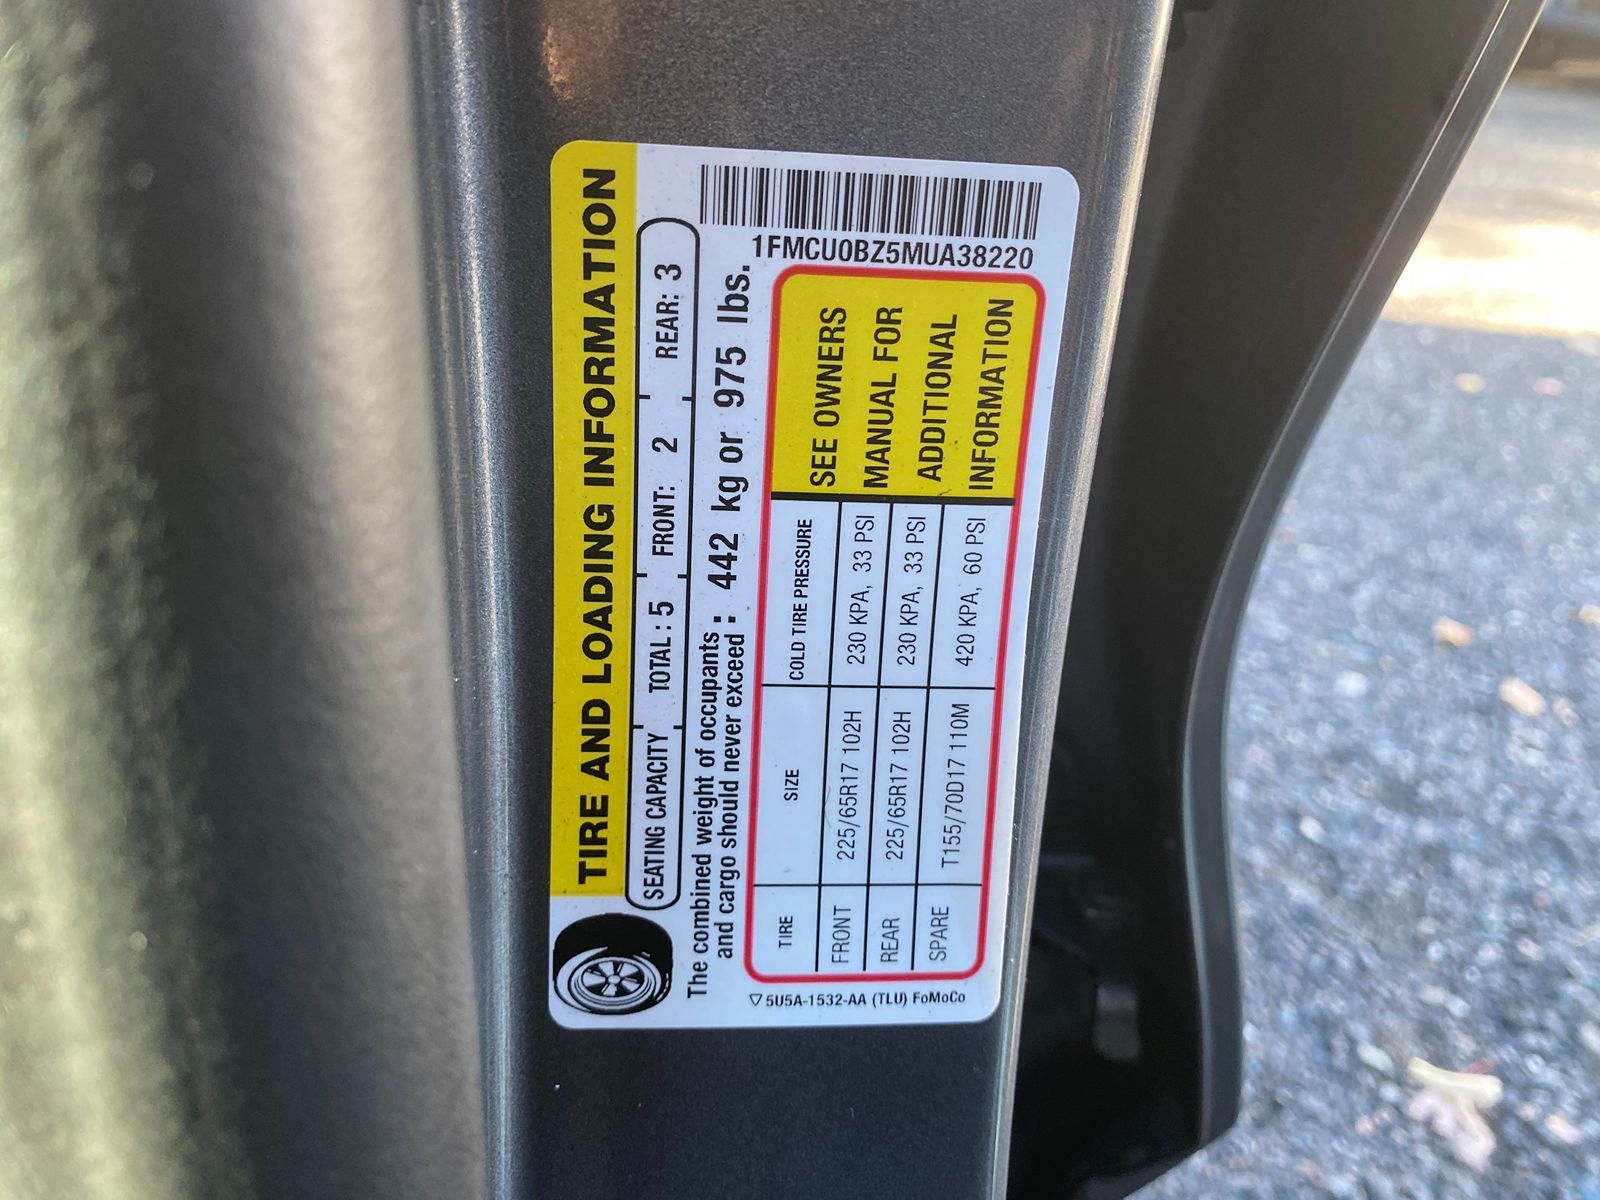 TIRE AND LOADING INFORMATION
SEATING CAPACITY TOTAL : 5 FRONT: 2 REAR: 3
The combined weight of occupants
and cargo should never exceed : 442 kg or 975 lbs.
TIRE SIZE COLD TIRE PRESSURE
FRONT 225/65R17 102H 230 KPA, 33 PSI
REAR 225/65R17 102H 230 KPA, 33 PSI
SPARE T155/70D17 110M 420 KPA, 60 PSI
SEE OWNERS
MANUAL FOR
ADDITIONAL
INFORMATION
1FMCU0BZ5MUA38220
5U5A-1532-AA (TLU) FoMoCo